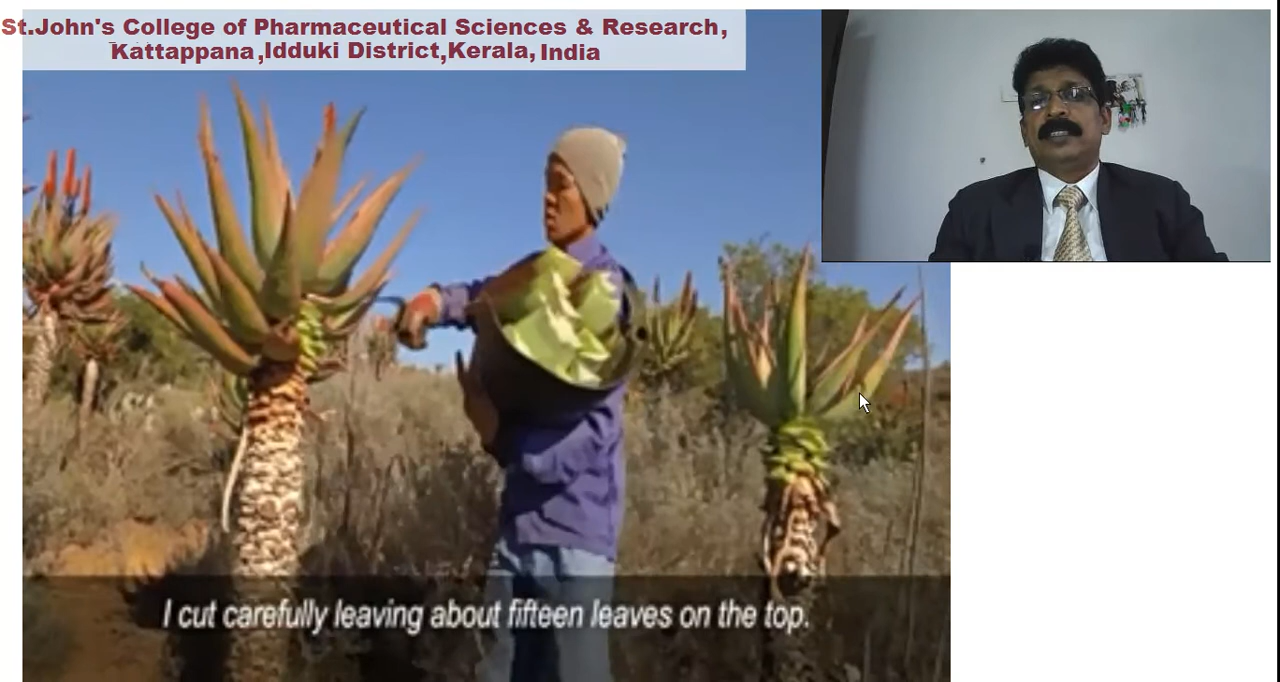 St.John's College of Pharmaceutical Sciences & Research,
Kattappana,Idduki District,Kerala, India
I cut carefully leaving about fifteen leaves on the top.